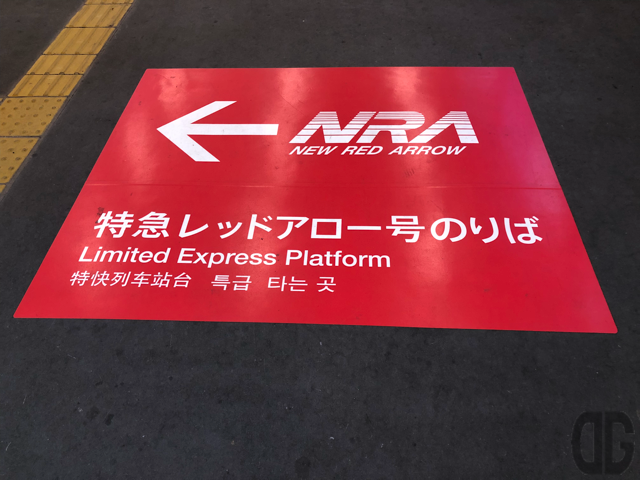 NRA
NEW RED ARROW
特急レッドアロー号のりば
Limited Express Platform
特快列车站台 특급 타는 곳
DG